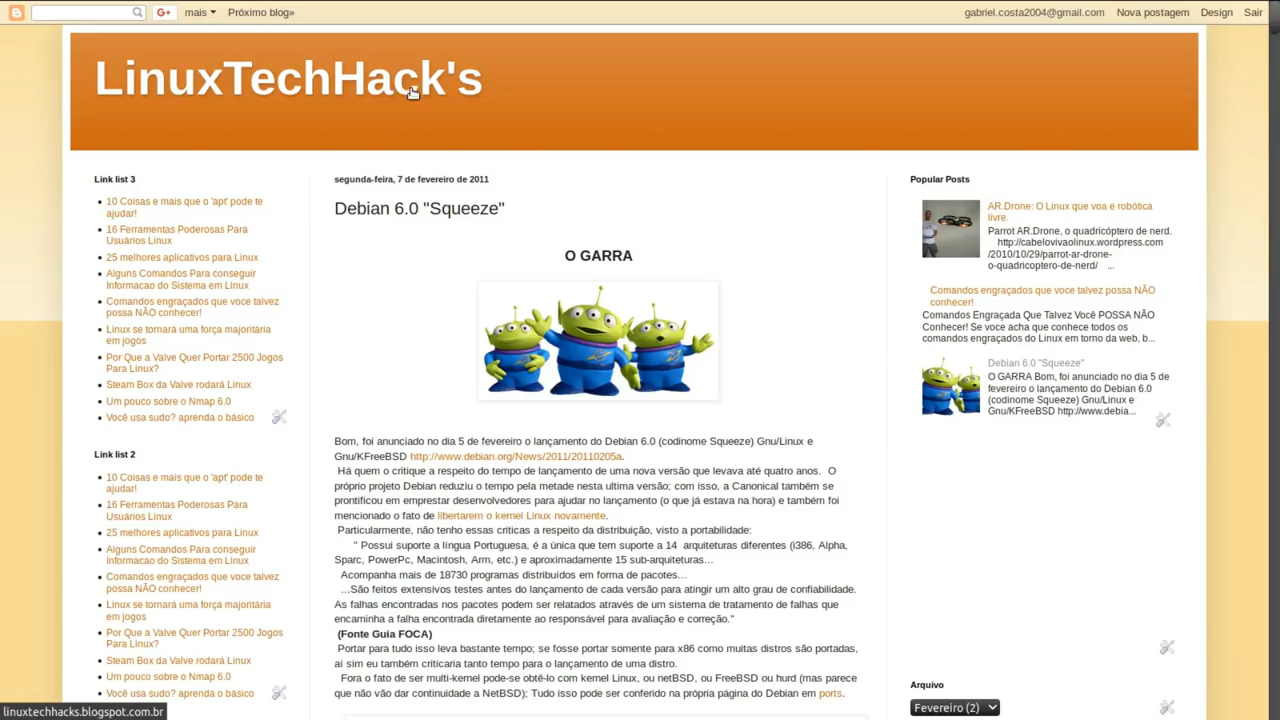 mais
Próximo blog»
gabriel.costa2004@gmail.com
Nova postagem
Design
Sair
LinuxTechHack's
Link list 3
10 Coisas e mais que o 'apt' pode te
ajudar!
16 Ferramentas Poderosas Para
Usuários Linux
25 melhores aplicativos para Linux
Alguns Comandos Para conseguir
Informacao do Sistema em Linux
Comandos engraçados que voce talvez
possa NÃO conhecer!
Linux se tornará uma força majoritária
em jogos
Por Que a Valve Quer Portar 2500 Jogos
Para Linux?
Steam Box da Valve rodará Linux
Um pouco sobre o Nmap 6.0
Você usa sudo? aprenda o básico
Link list 2
10 Coisas e mais que o 'apt' pode te
ajudar!
16 Ferramentas Poderosas Para
Usuários Linux
25 melhores aplicativos para Linux
Alguns Comandos Para conseguir
Informacao do Sistema em Linux
Comandos engraçados que voce talvez
possa NÃO conhecer!
Linux se tornará uma força majoritária
em jogos
Por Que a Valve Quer Portar 2500 Jogos
Para Linux?
Steam Box da Valve rodará Linux
Um pouco sobre o Nmap 6.0
Você usa sudo? aprenda o básico
segunda-feira, 7 de fevereiro de 2011
Debian 6.0 "Squeeze"
O GARRA
Bom, foi anunciado no dia 5 de fevereiro o lançamento do Debian 6.0 (codinome Squeeze) Gnu/Linux e
Gnu/KFreeBSD http://www.debian.org/News/2011/20110205a.
Há quem o critique a respeito do tempo de lançamento de uma nova versão que levava até quatro anos. O
próprio projeto Debian reduziu o tempo pela metade nesta ultima versão; com isso, a Canonical também se
prontificou em emprestar desenvolvedores para ajudar no lançamento (o que já estava na hora) e também foi
mencionado o fato de libertarem o kernel Linux novamente.
Particularmente, não tenho essas criticas a respeito da distribuição, visto a portabilidade:
" Possui suporte a língua Portuguesa, é a única que tem suporte a 14 arquiteturas diferentes (i386, Alpha,
Sparc, PowerPc, Macintosh, Arm, etc.) e aproximadamente 15 sub-arquiteturas…
Acompanha mais de 18730 programas distribuídos em forma de pacotes…
…São feitos extensivos testes antes do lançamento de cada versão para atingir um alto grau de confiabilidade.
As falhas encontradas nos pacotes podem ser relatados através de um sistema de tratamento de falhas que
encaminha a falha encontrada diretamente ao responsável para avaliação e correção."
(Fonte Guia FOCA)
Portar para tudo isso leva bastante tempo; se fosse portar somente para x86 como muitas distros são portadas,
aí sim eu também criticaria tanto tempo para o lançamento de uma distro.
Fora o fato de ser multi-kernel pode-se obtê-lo com kernel Linux, ou netBSD, ou FreeBSD ou hurd (mas parece
que não vão dar continuidade a NetBSD); Tudo isso pode ser conferido na própria página do Debian em ports.
Popular Posts
AR.Drone: O Linux que voa e robótica
livre.
Parrot AR.Drone, o quadricóptero de nerd.
http://cabelovivaolinux.wordpress.com
/2010/10/29/parrot-ar-drone-
o-quadricoptero-de-nerd/ ...
Comandos engraçados que voce talvez possa NÃO
conhecer!
Comandos Engraçada Que Talvez Você POSSA NÃO
Conhecer! Se voce acha que conhece todos os
comandos engraçados do Linux em torno da web, b...
Debian 6.0 "Squeeze"
O GARRA Bom, foi anunciado no dia 5 de
fevereiro o lançamento do Debian 6.0
(codinome Squeeze) Gnu/Linux e
Gnu/KFreeBSD http://www.debia...
Arquivo
Fevereiro (2)
linuxtechhacks.blogspot.com.br